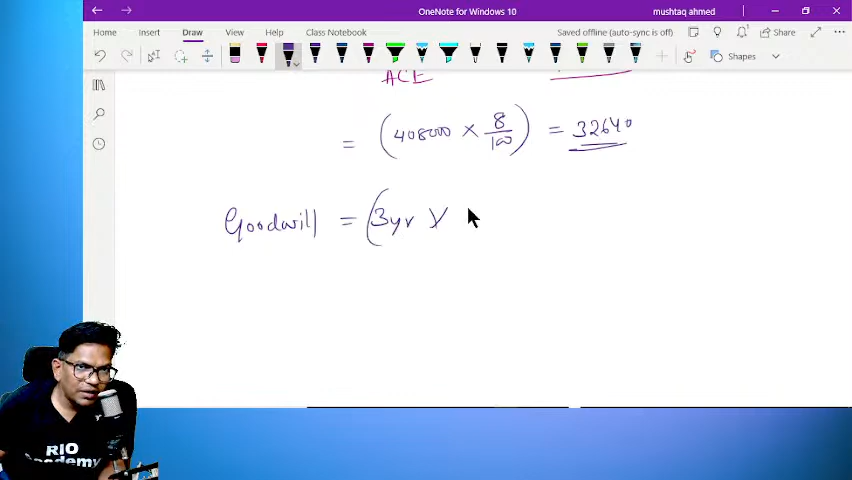 OneNote for Windows 10
mushtaq ahmed
Home Insert Draw View Help Class Notebook
Saved offline (auto-sync is off)
Share
Shapes
ACE
= (408000 × 8/100) = 32640
Goodwill = (3yr ×
RIO
Academy